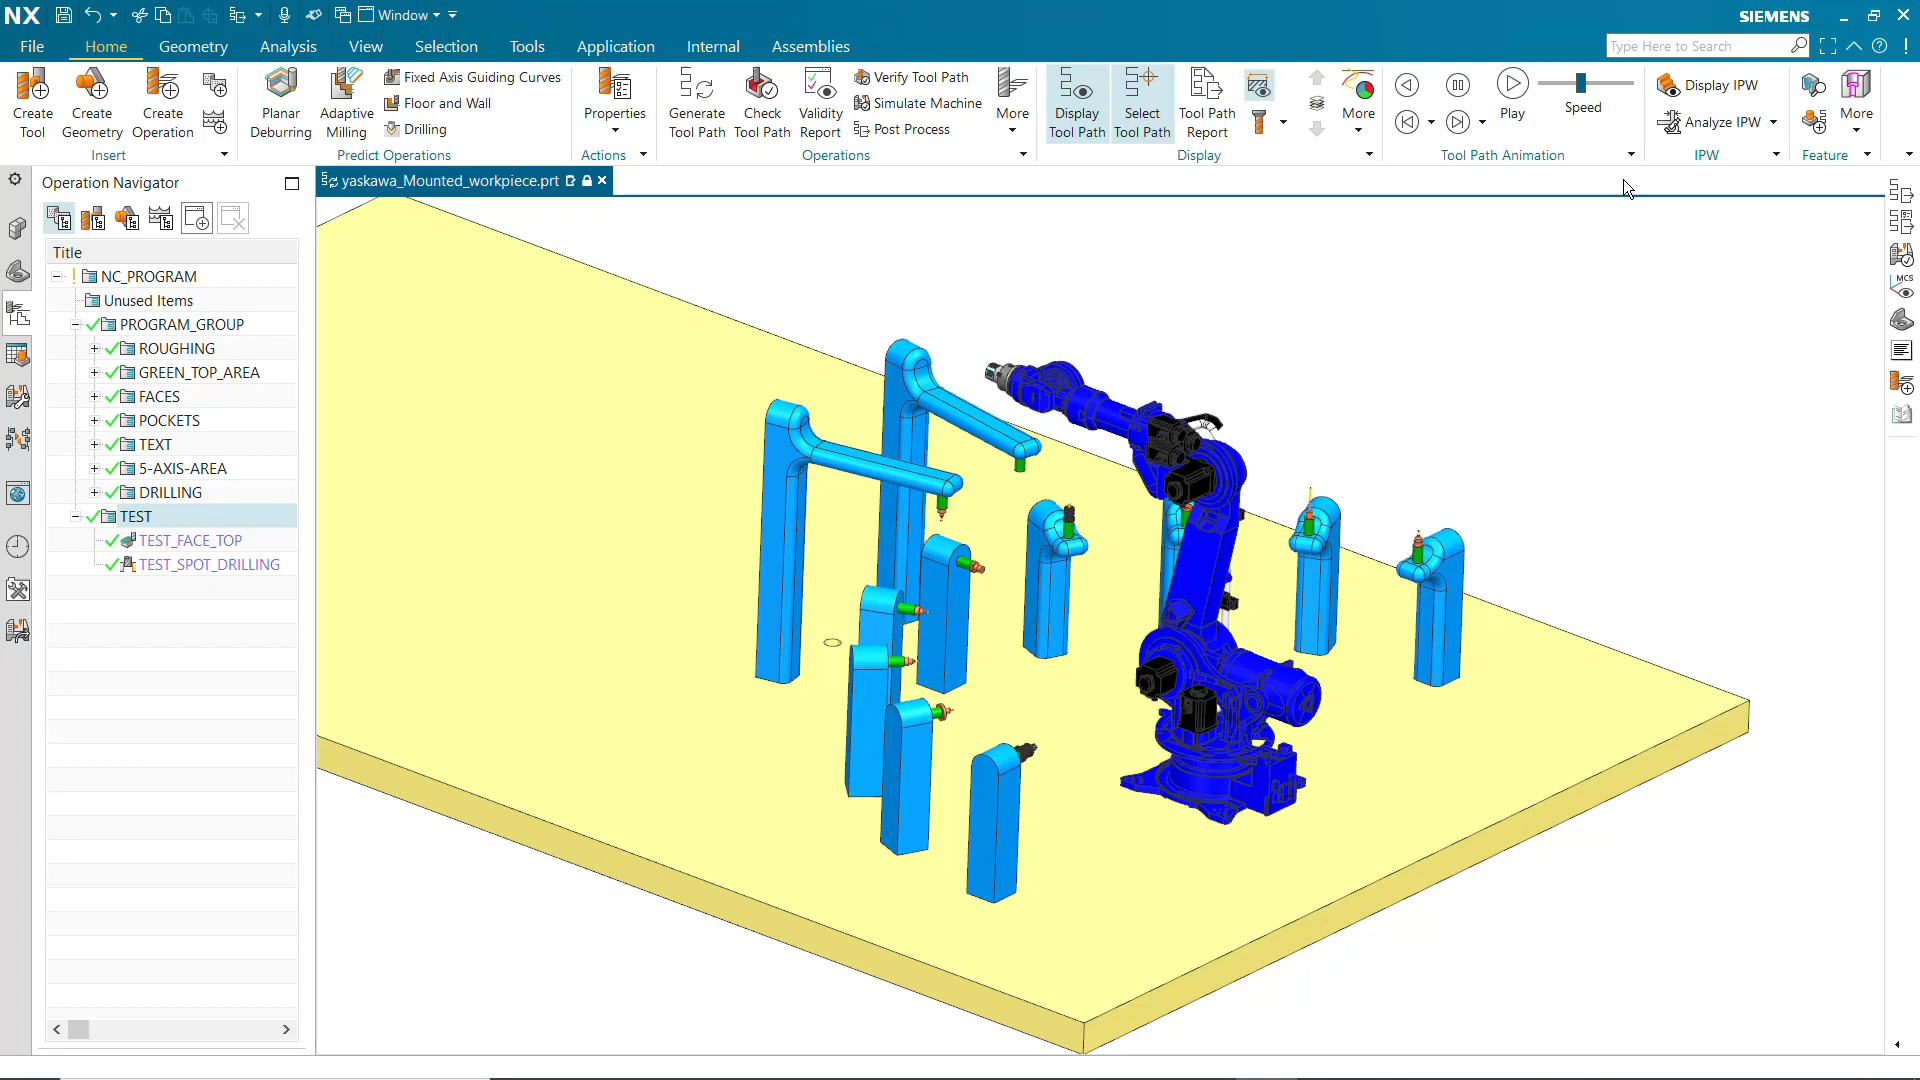 NX
Window
SIEMENS
File
Home
Geometry
Analysis
View
Selection
Tools
Application
Internal
Assemblies
Type Here to Search
Create Tool
Create Geometry
Create Operation
Insert
Planar Deburring
Adaptive Milling
Fixed Axis Guiding Curves
Floor and Wall
Drilling
Predict Operations
Properties
Actions
Generate Tool Path
Check Tool Path
Validity Report
Verify Tool Path
Simulate Machine
Post Process
More
Operations
Display Tool Path
Select Tool Path
Tool Path Report
More
Display
Play
Speed
Tool Path Animation
Display IPW
Analyze IPW
IPW
More
Feature
Operation Navigator
yaskawa_Mounted_workpiece.prt
Title
NC_PROGRAM
Unused Items
PROGRAM_GROUP
ROUGHING
GREEN_TOP_AREA
FACES
POCKETS
TEXT
5-AXIS-AREA
DRILLING
TEST
TEST_FACE_TOP
TEST_SPOT_DRILLING
MCS